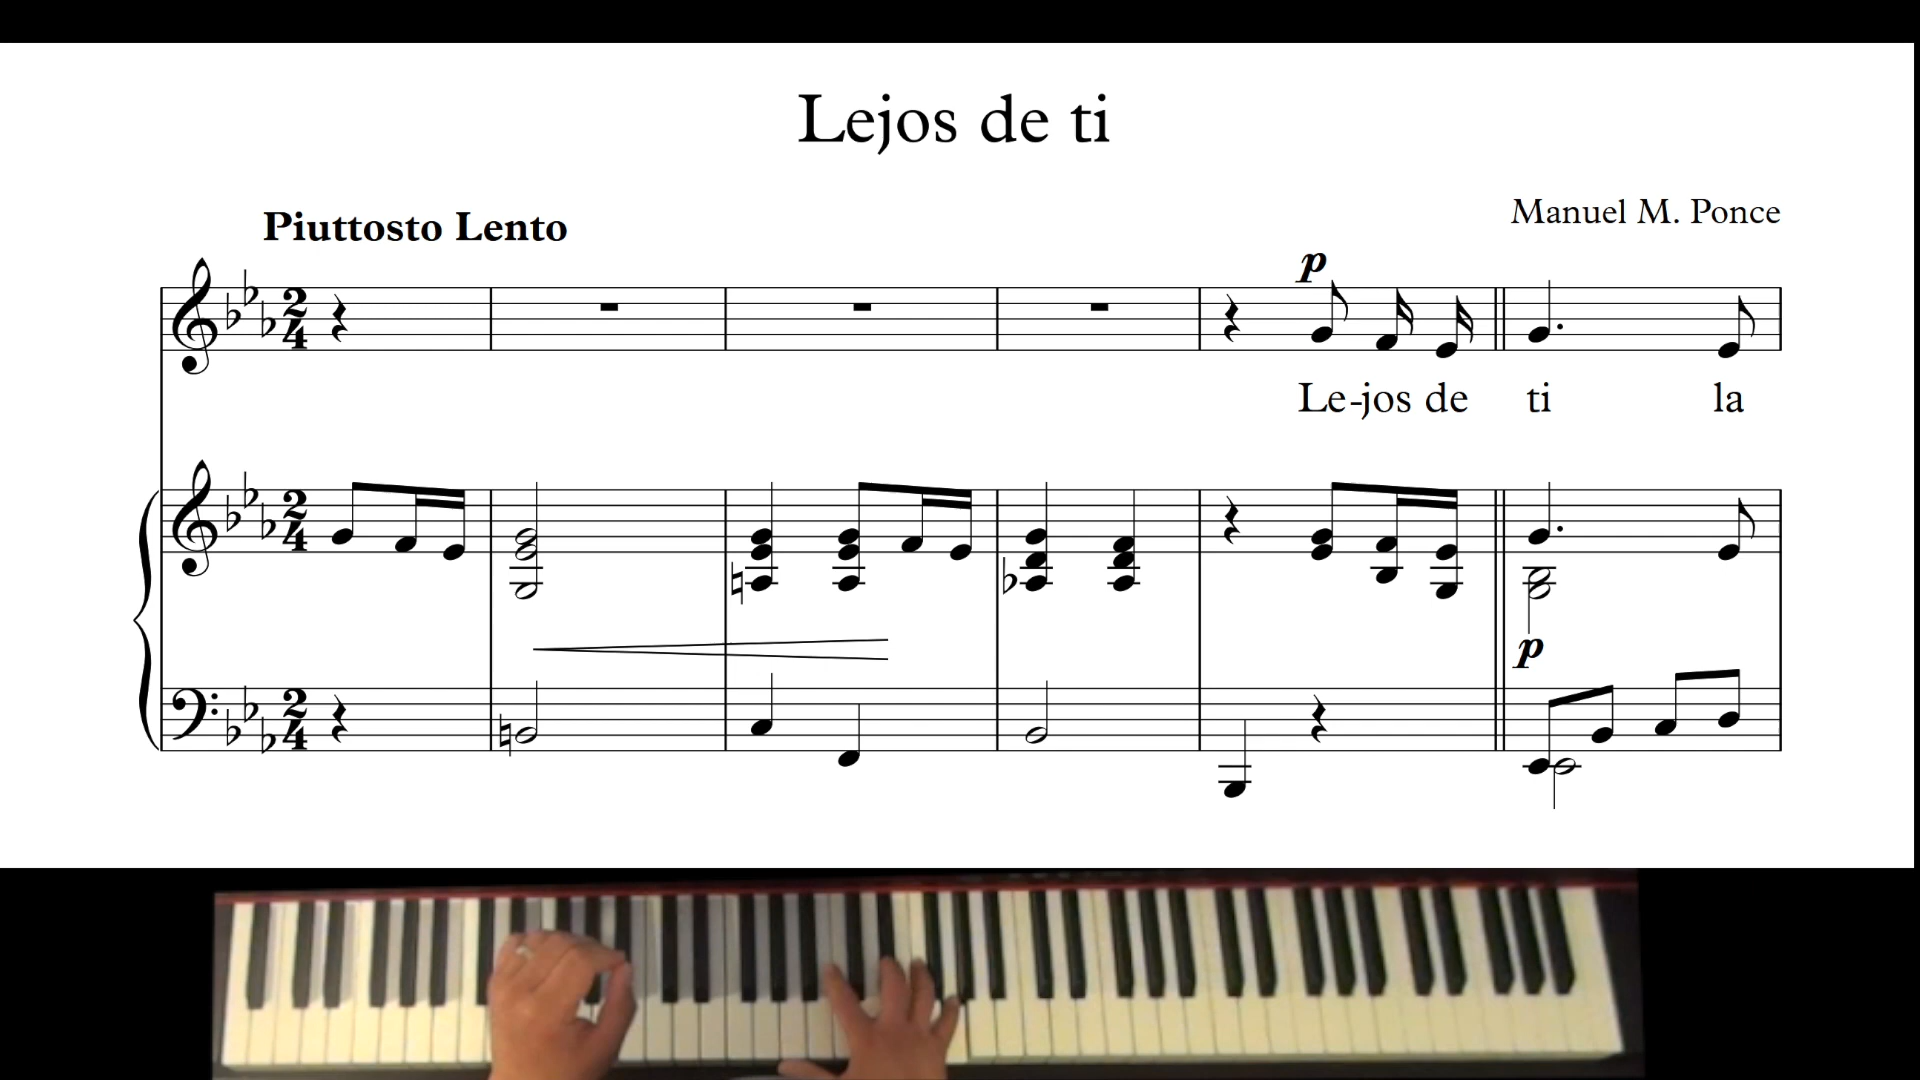 Lejos de ti
Manuel M. Ponce
Piuttosto Lento
p
Le-jos de ti la
p